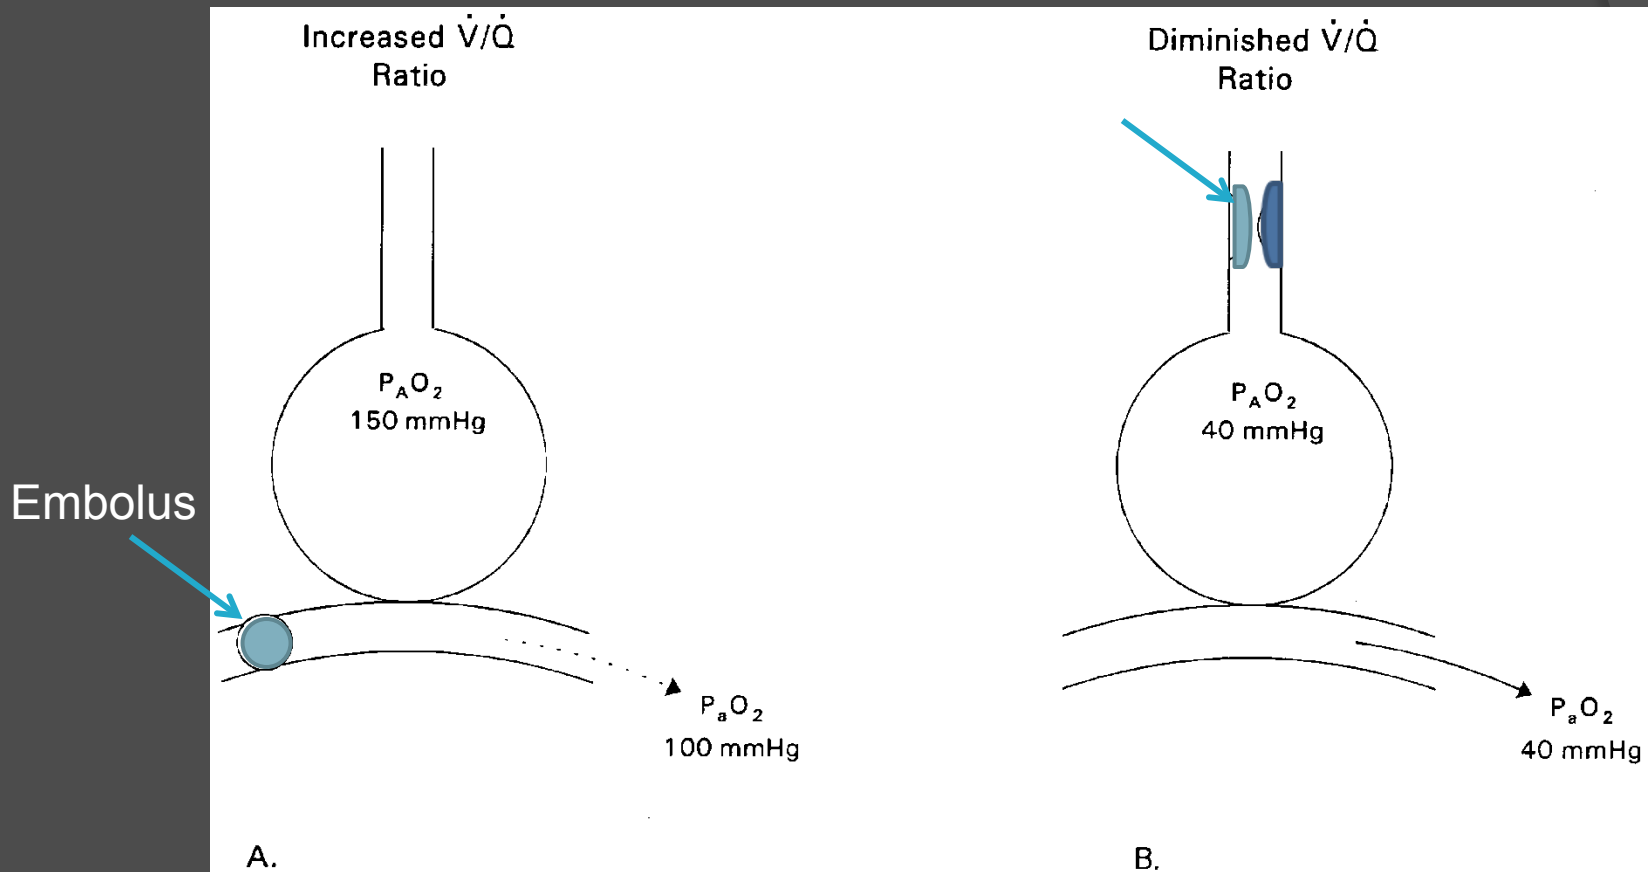 Increased V̇/Q̇
Ratio
PAO2
150 mmHg
Embolus
PaO2
100 mmHg
A.
Diminished V̇/Q̇
Ratio
PAO2
40 mmHg
PaO2
40 mmHg
B.